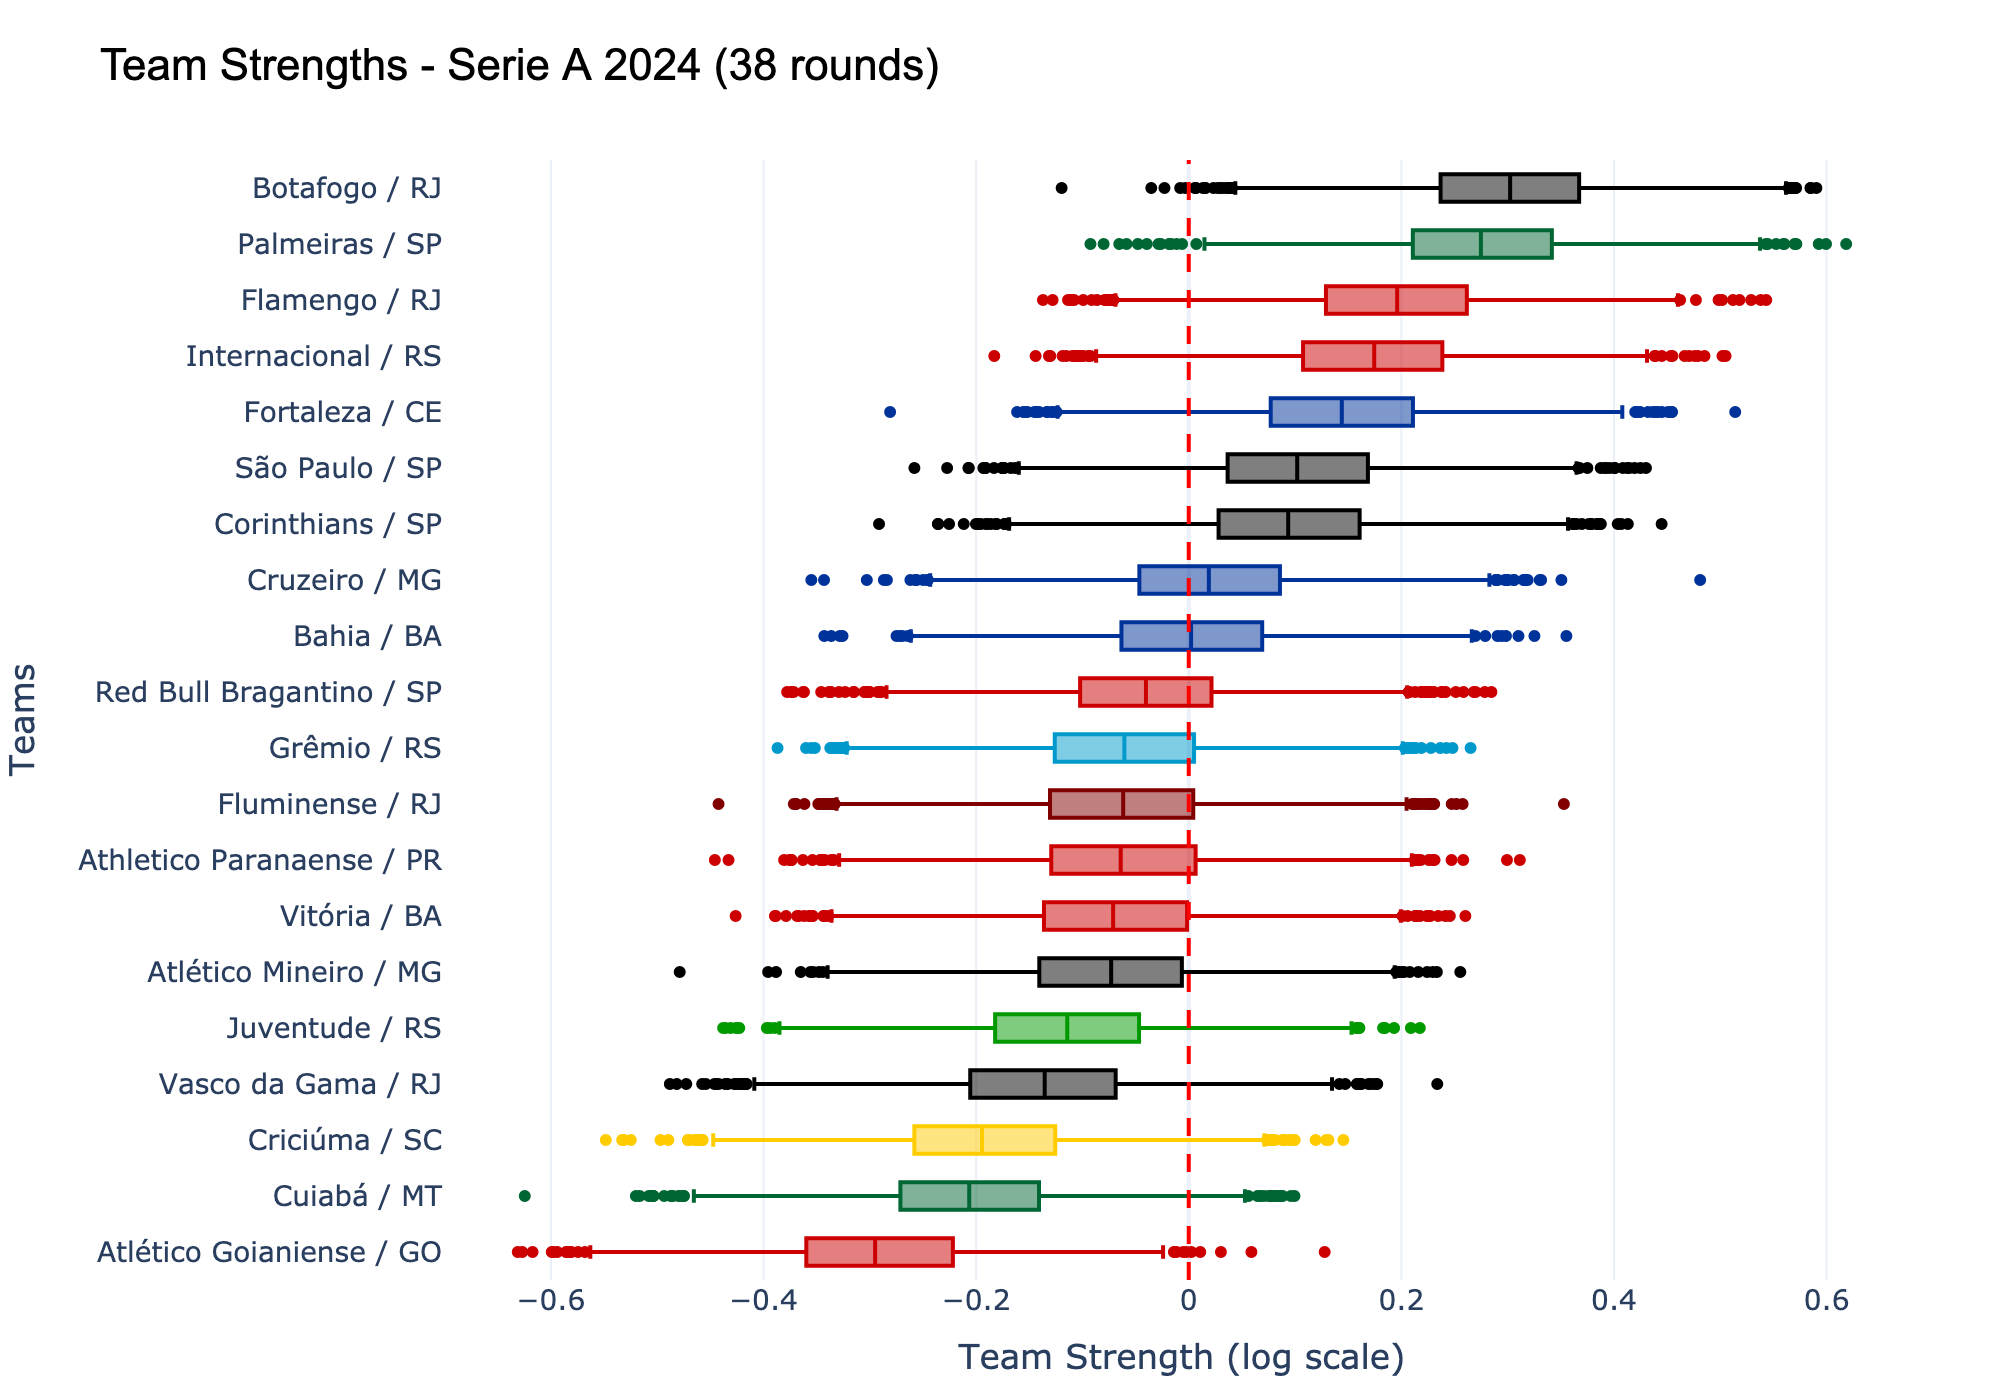 Team Strengths - Serie A 2024 (38 rounds)
Botafogo / RJ
Palmeiras / SP
Flamengo / RJ
Internacional / RS
Fortaleza / CE
São Paulo / SP
Corinthians / SP
Cruzeiro / MG
Bahia / BA
Red Bull Bragantino / SP
Grêmio / RS
Fluminense / RJ
Athletico Paranaense / PR
Vitória / BA
Atlético Mineiro / MG
Juventude / RS
Vasco da Gama / RJ
Criciúma / SC
Cuiabá / MT
Atlético Goianiense / GO
Teams
−0.6 −0.4 −0.2 0 0.2 0.4 0.6
Team Strength (log scale)